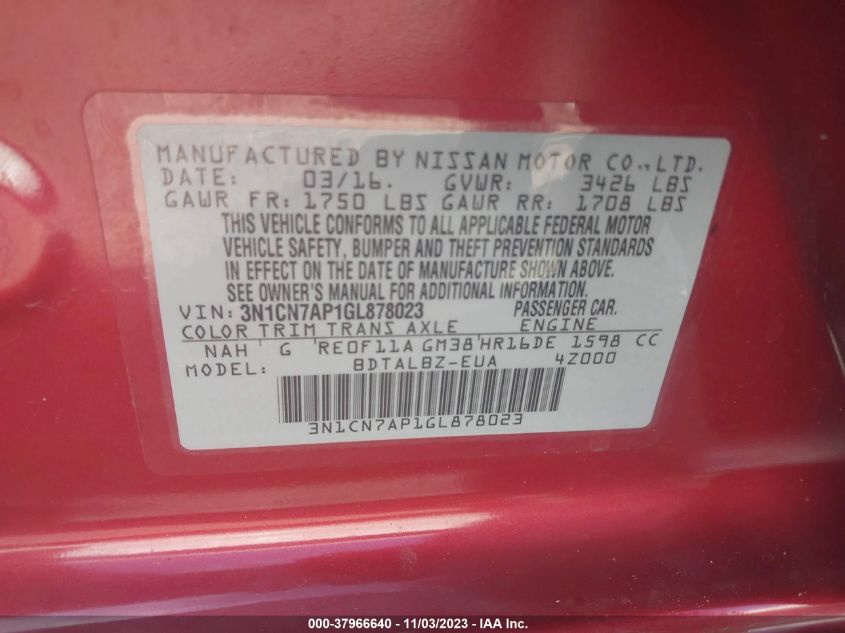 MANUFACTURED BY NISSAN MOTOR CO., LTD.
DATE: 03/16. GVWR: 3426 LBS
GAWR FR: 1750 LBS GAWR RR: 1708 LBS
THIS VEHICLE CONFORMS TO ALL APPLICABLE FEDERAL MOTOR
VEHICLE SAFETY, BUMPER AND THEFT PREVENTION STANDARDS
IN EFFECT ON THE DATE OF MANUFACTURE SHOWN ABOVE.
SEE OWNER'S MANUAL FOR ADDITIONAL INFORMATION.
VIN: 3N1CN7AP1GL878023 PASSENGER CAR.
COLOR TRIM TRANS AXLE ENGINE
NAH ' G 'RE0F11A GM38'HR16DE 1598 CC
MODEL: BDTALBZ-EUA 4Z000
3N1CN7AP1GL878023
000-37966640 - 11/03/2023 - IAA Inc.